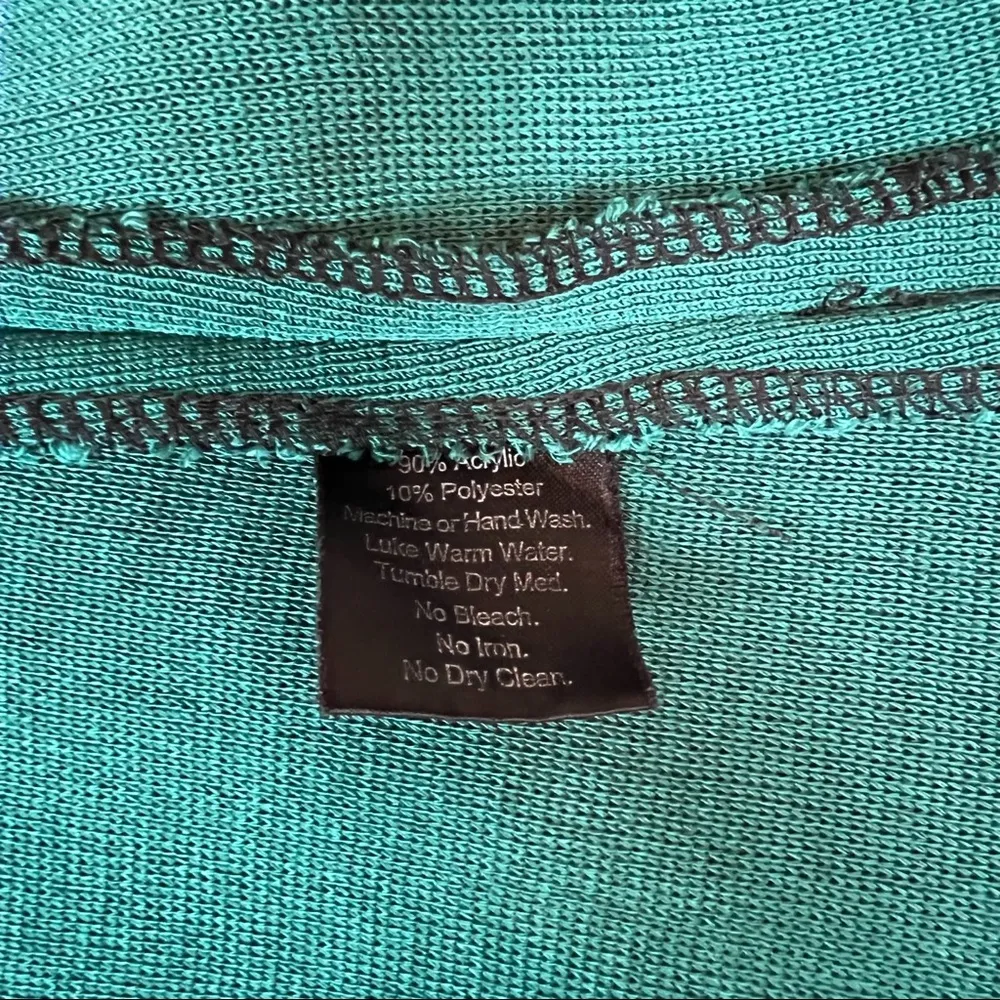 90% Acrylic
10% Polyester
Machine or Hand Wash.
Luke Warm Water.
Tumble Dry Med.
No Bleach.
No Iron.
No Dry Clean.